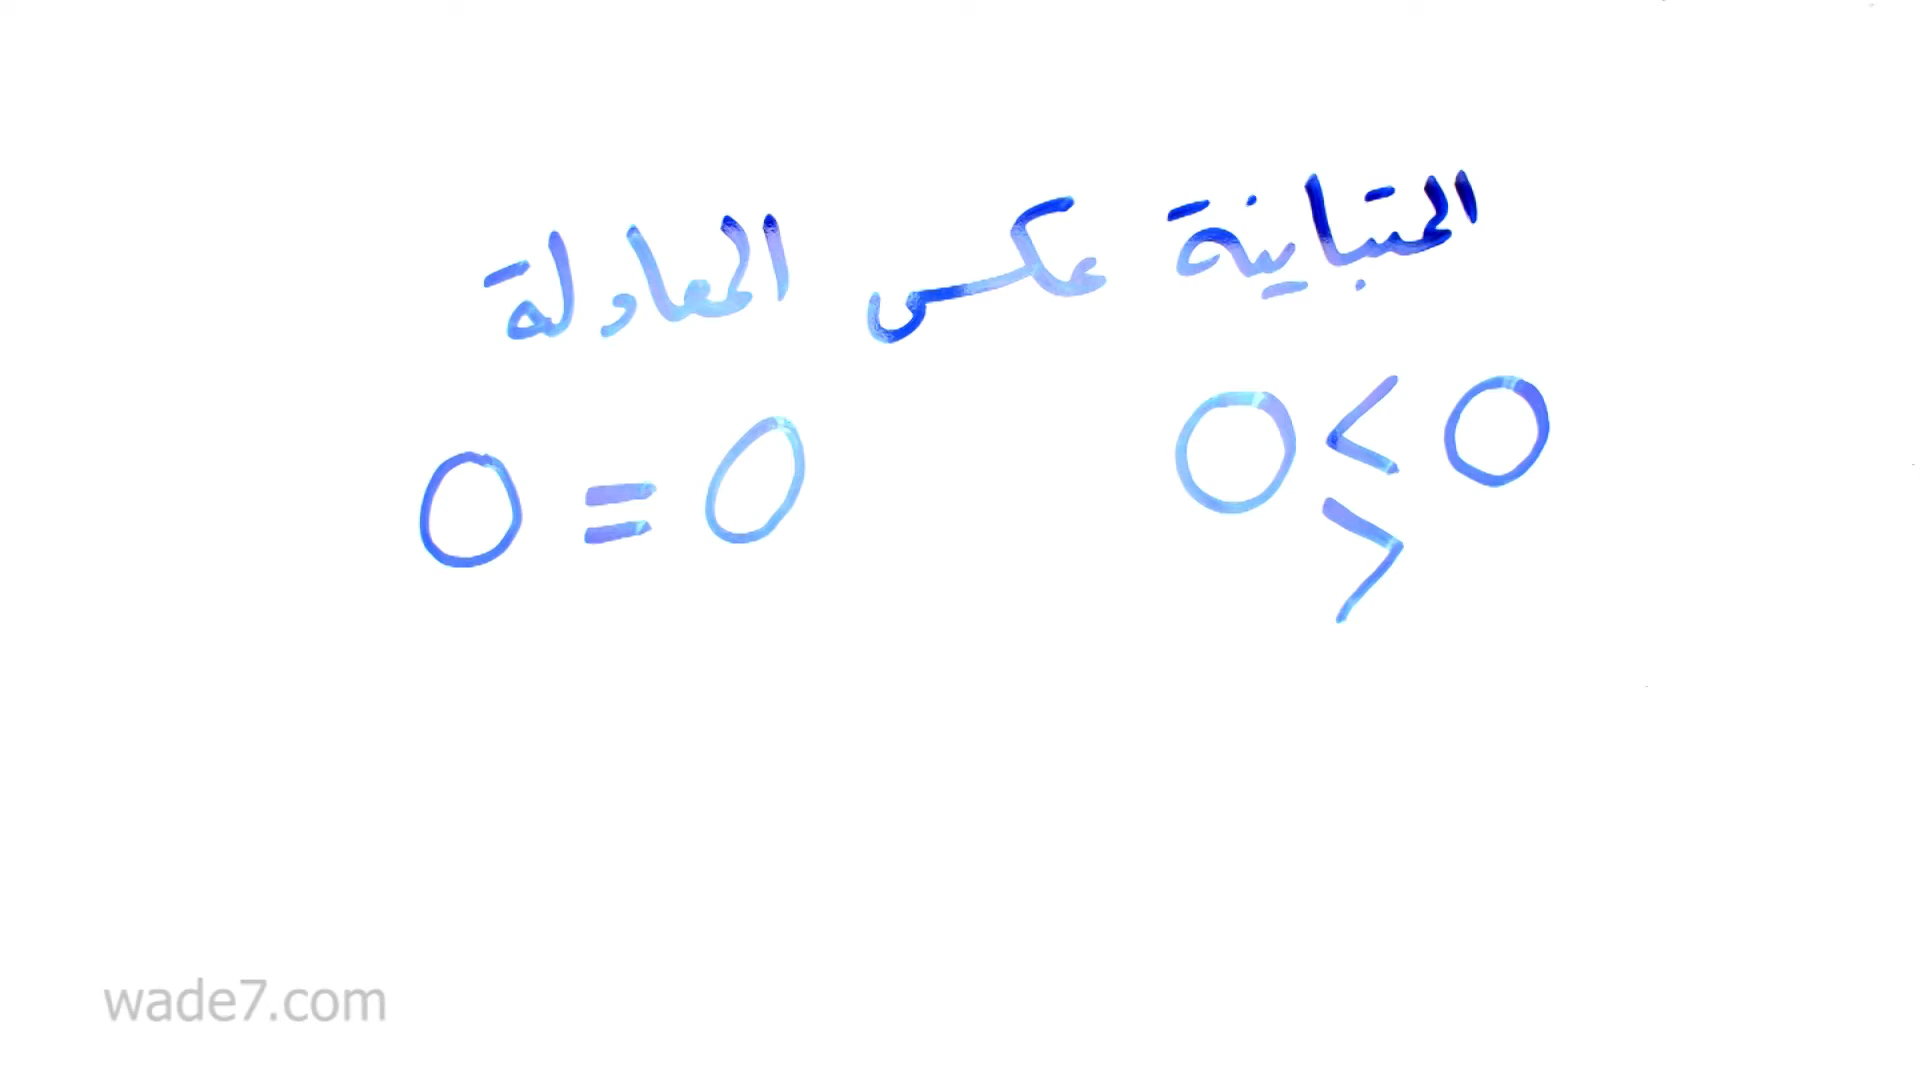 المتباينة عكس المعادلة
O < O
>
O = O
wade7.com